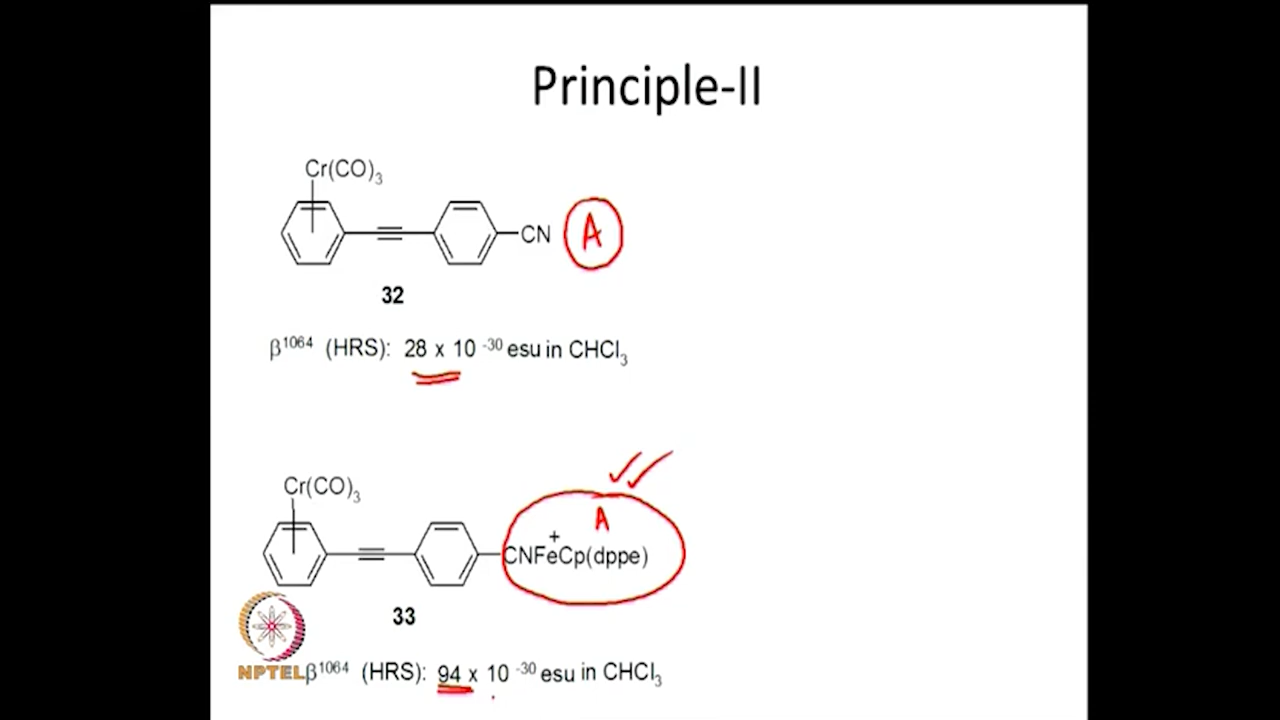 Principle-II
Cr(CO)₃
CN
A
32
β¹⁰⁶⁴ (HRS): 28 x 10 ⁻³⁰ esu in CHCl₃
Cr(CO)₃
A
+
CNFeCp(dppe)
33
NPTEL
β¹⁰⁶⁴ (HRS): 94 x 10 ⁻³⁰ esu in CHCl₃